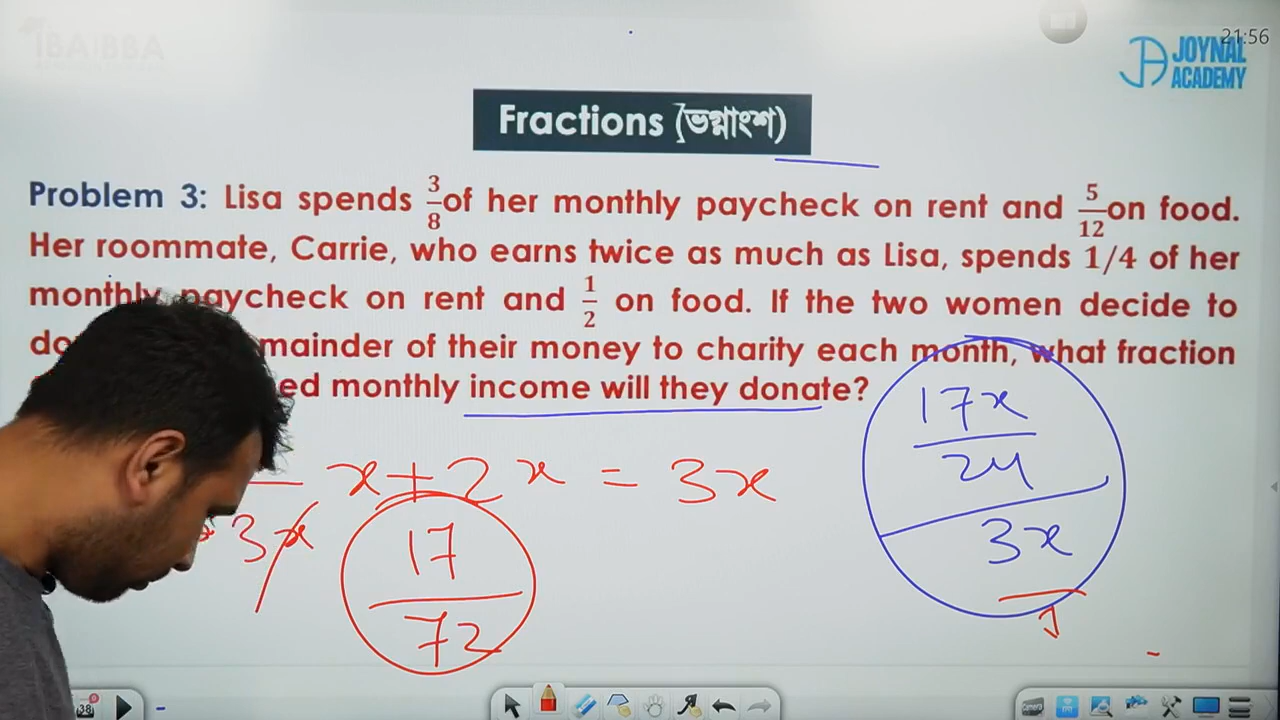 IBA|BBA
21:56
JOYNAL
ACADEMY
Fractions (ভগ্নাংশ)
Problem 3: Lisa spends 3/8 of her monthly paycheck on rent and 5/12 on food.
Her roommate, Carrie, who earns twice as much as Lisa, spends 1/4 of her
monthly paycheck on rent and 1/2 on food. If the two women decide to
mainder of their money to charity each month, what fraction
ed monthly income will they donate?
17x/24
x+2x = 3x
3x
3x
17/72
38